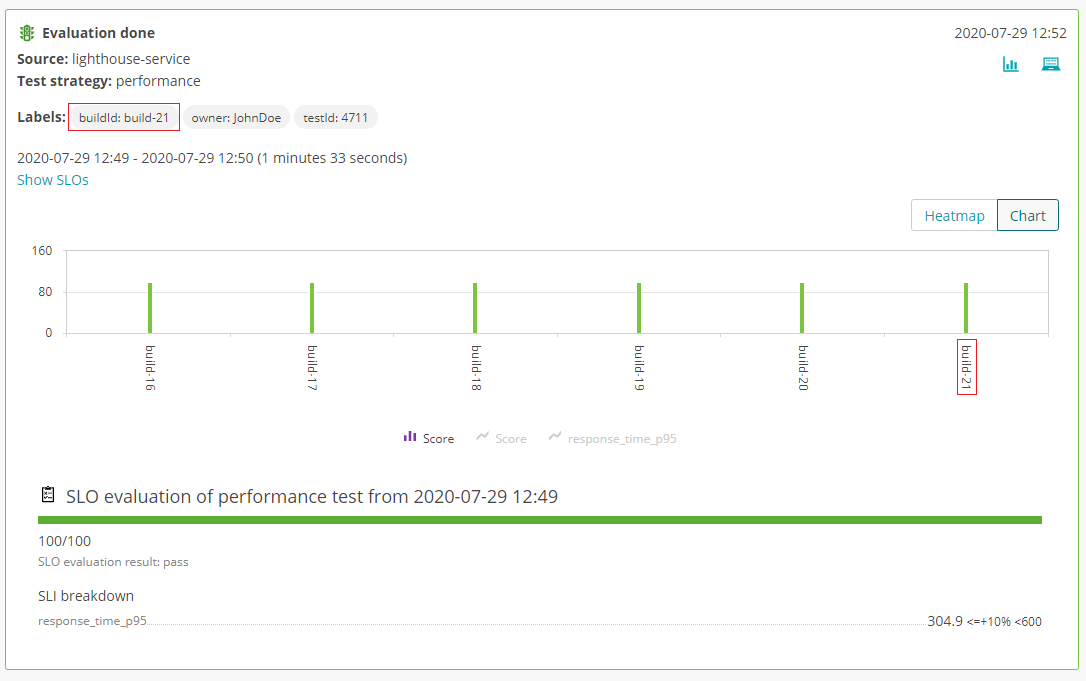 Evaluation done
2020-07-29 12:52
Source: lighthouse-service
Test strategy: performance
Labels: buildId: build-21 owner: JohnDoe testId: 4711
2020-07-29 12:49 - 2020-07-29 12:50 (1 minutes 33 seconds)
Show SLOs
Heatmap Chart
160
80
0
build-16
build-17
build-18
build-19
build-20
build-21
Score Score response_time_p95
SLO evaluation of performance test from 2020-07-29 12:49
100/100
SLO evaluation result: pass
SLI breakdown
response_time_p95 304.9 <=+10% <600